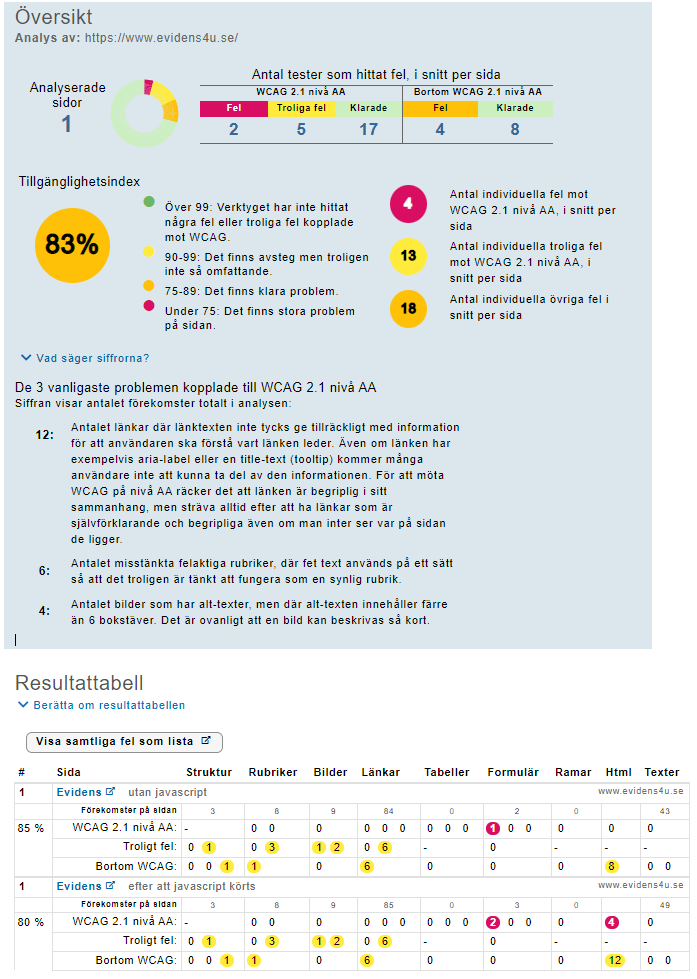 Översikt
Analys av: https://www.evidens4u.se/
Analyserade
sidor
1
Antal tester som hittat fel, i snitt per sida
WCAG 2.1 nivå AA Bortom WCAG 2.1 nivå AA
Fel Troliga fel Klarade Fel Klarade
2 5 17 4 8
Tillgänglighetsindex
83%
Över 99: Verktyget har inte hittat
några fel eller troliga fel kopplade
mot WCAG.
90-99: Det finns avsteg men troligen
inte så omfattande.
75-89: Det finns klara problem.
Under 75: Det finns stora problem
på sidan.
4 Antal individuella fel mot
WCAG 2.1 nivå AA, i snitt per
sida
13 Antal individuella troliga fel
mot WCAG 2.1 nivå AA, i
snitt per sida
18 Antal individuella övriga fel i
snitt per sida
Vad säger siffrorna?
De 3 vanligaste problemen kopplade till WCAG 2.1 nivå AA
Siffran visar antalet förekomster totalt i analysen:
12: Antalet länkar där länktexten inte tycks ge tillräckligt med information
för att användaren ska förstå vart länken leder. Även om länken har
exempelvis aria-label eller en title-text (tooltip) kommer många
användare inte att kunna ta del av den informationen. För att möta
WCAG på nivå AA räcker det att länken är begriplig i sitt
sammanhang, men sträva alltid efter att ha länkar som är
självförklarande och begripliga även om man inter ser var på sidan
de ligger.
6: Antalet misstänkta felaktiga rubriker, där fet text används på ett sätt
så att det troligen är tänkt att fungera som en synlig rubrik.
4: Antalet bilder som har alt-texter, men där alt-texten innehåller färre
än 6 bokstäver. Det är ovanligt att en bild kan beskrivas så kort.
Resultattabell
Berätta om resultattabellen
Visa samtliga fel som lista
# Sida Struktur Rubriker Bilder Länkar Tabeller Formulär Ramar Html Texter
1 Evidens utan javascript www.evidens4u.se
Förekomster på sidan 3 8 9 84 0 2 0 43
85 % WCAG 2.1 nivå AA: - 0 0 0 0 0 0 0 0 0 1 0 0 0 0 0
Troligt fel: 0 1 0 3 1 2 0 6 - 0 - - -
Bortom WCAG: 0 0 1 1 6 0 0 8 0 0
1 Evidens efter att javascript körts www.evidens4u.se
Förekomster på sidan 3 8 9 85 0 3 0 49
80 % WCAG 2.1 nivå AA: - 0 0 0 0 0 0 0 0 0 2 0 0 0 4 0
Troligt fel: 0 1 0 3 1 2 0 6 - 0 - - -
Bortom WCAG: 0 0 1 1 6 0 0 12 0 0